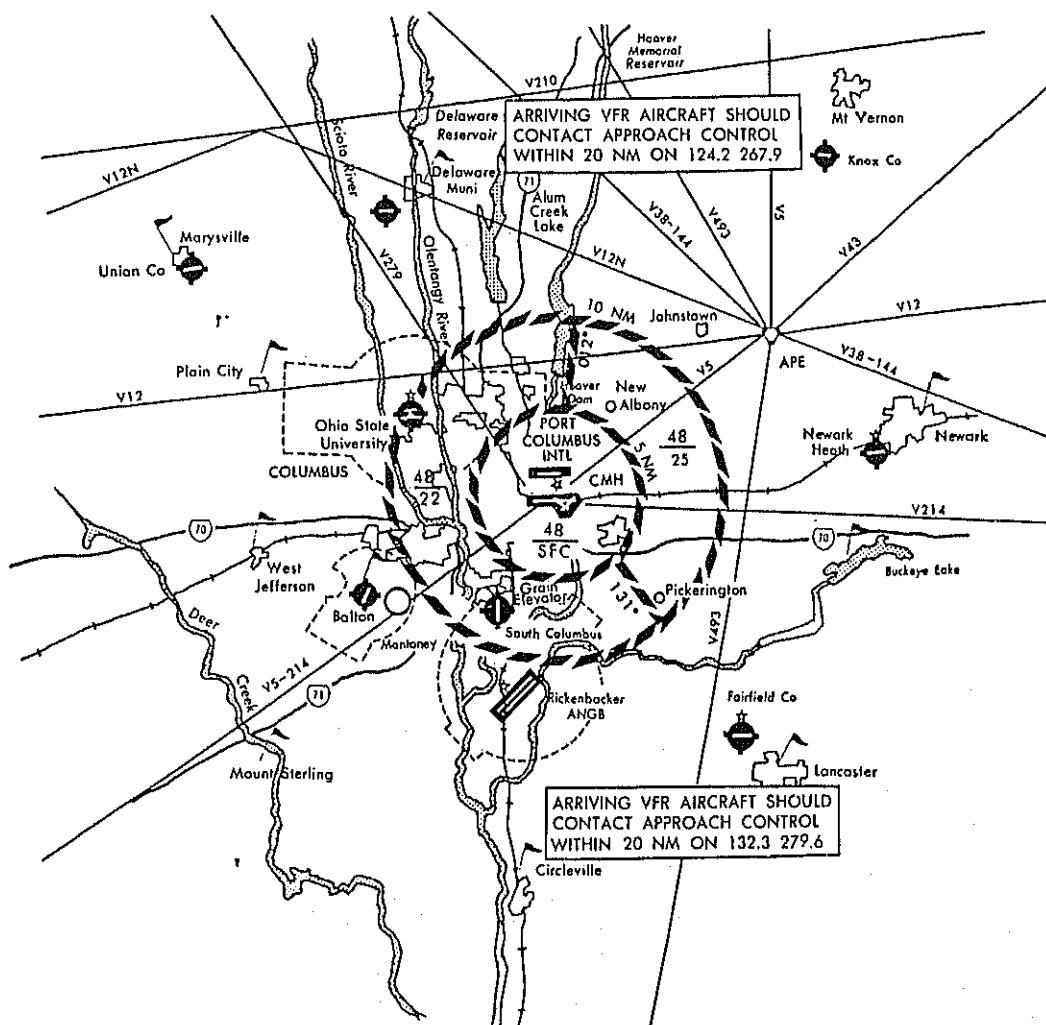 Hoover
Memorial
Reservoir
V210
Mt Vernon
ARRIVING VFR AIRCRAFT SHOULD
CONTACT APPROACH CONTROL
WITHIN 20 NM ON 124.2 267.9
Delaware
Reservoir
Scioto River
Knox Co
V12N
Delaware
Muni
71
Alum
Creek
Lake
V38-144
V493
V5
V43
Marysville
Union Co
V279
Olentangy River
V12N
10 NM
Johnstown
V12
APE
012°
V5
V38-144
Plain City
V12
Hoover
Dam
New
Albony
Ohio State
University
PORT
COLUMBUS
INTL
48
25
Newark
Heath
Newark
COLUMBUS
48
22
5 NM
CMH
V214
70
48
SFC
70
Buckeye Lake
West
Jefferson
Grain
Elevator
131°
Pickerington
Bolton
South Columbus
Mantoney
V493
Deer
Creek
V5-214
71
Rickenbacker
ANGB
Fairfield Co
Mount Sterling
Lancaster
ARRIVING VFR AIRCRAFT SHOULD
CONTACT APPROACH CONTROL
WITHIN 20 NM ON 132.3 279.6
Circleville